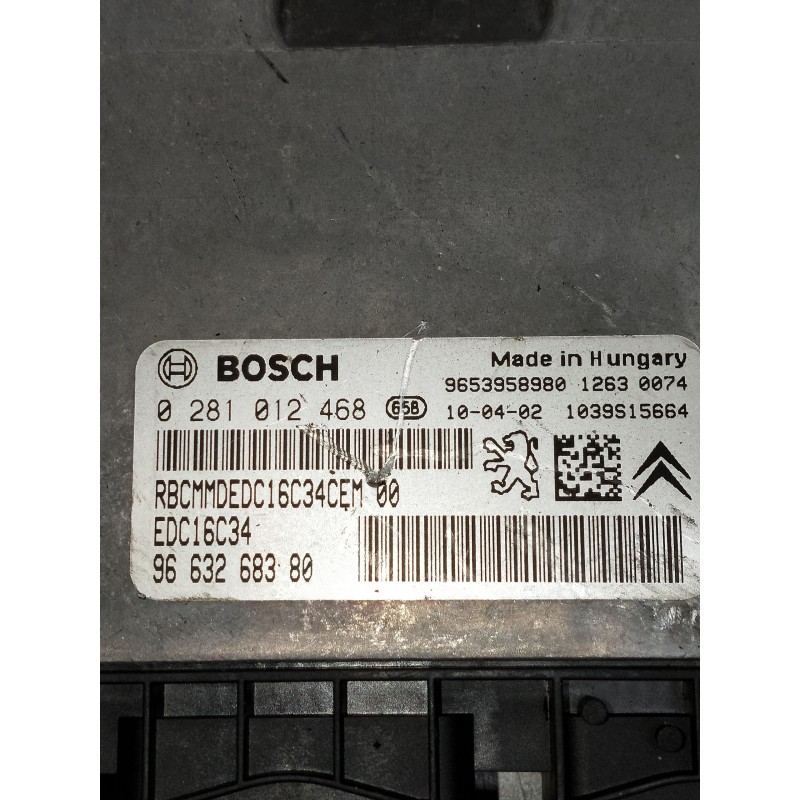 BOSCH
Made in Hungary
9653958980 1263 0074
0 281 012 468 658 10-04-02 1039S15664
RBCMMDEDC16C34CEM 00
EDC16C34
96 632 683 80